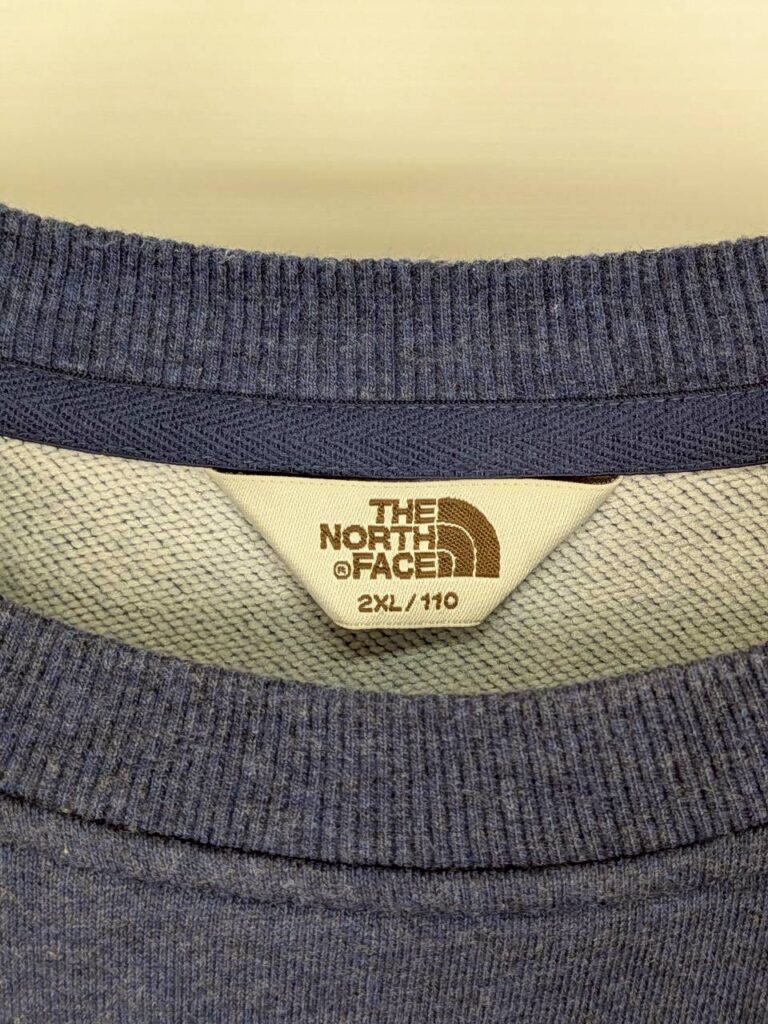 THE
NORTH
®FACE
2XL/110